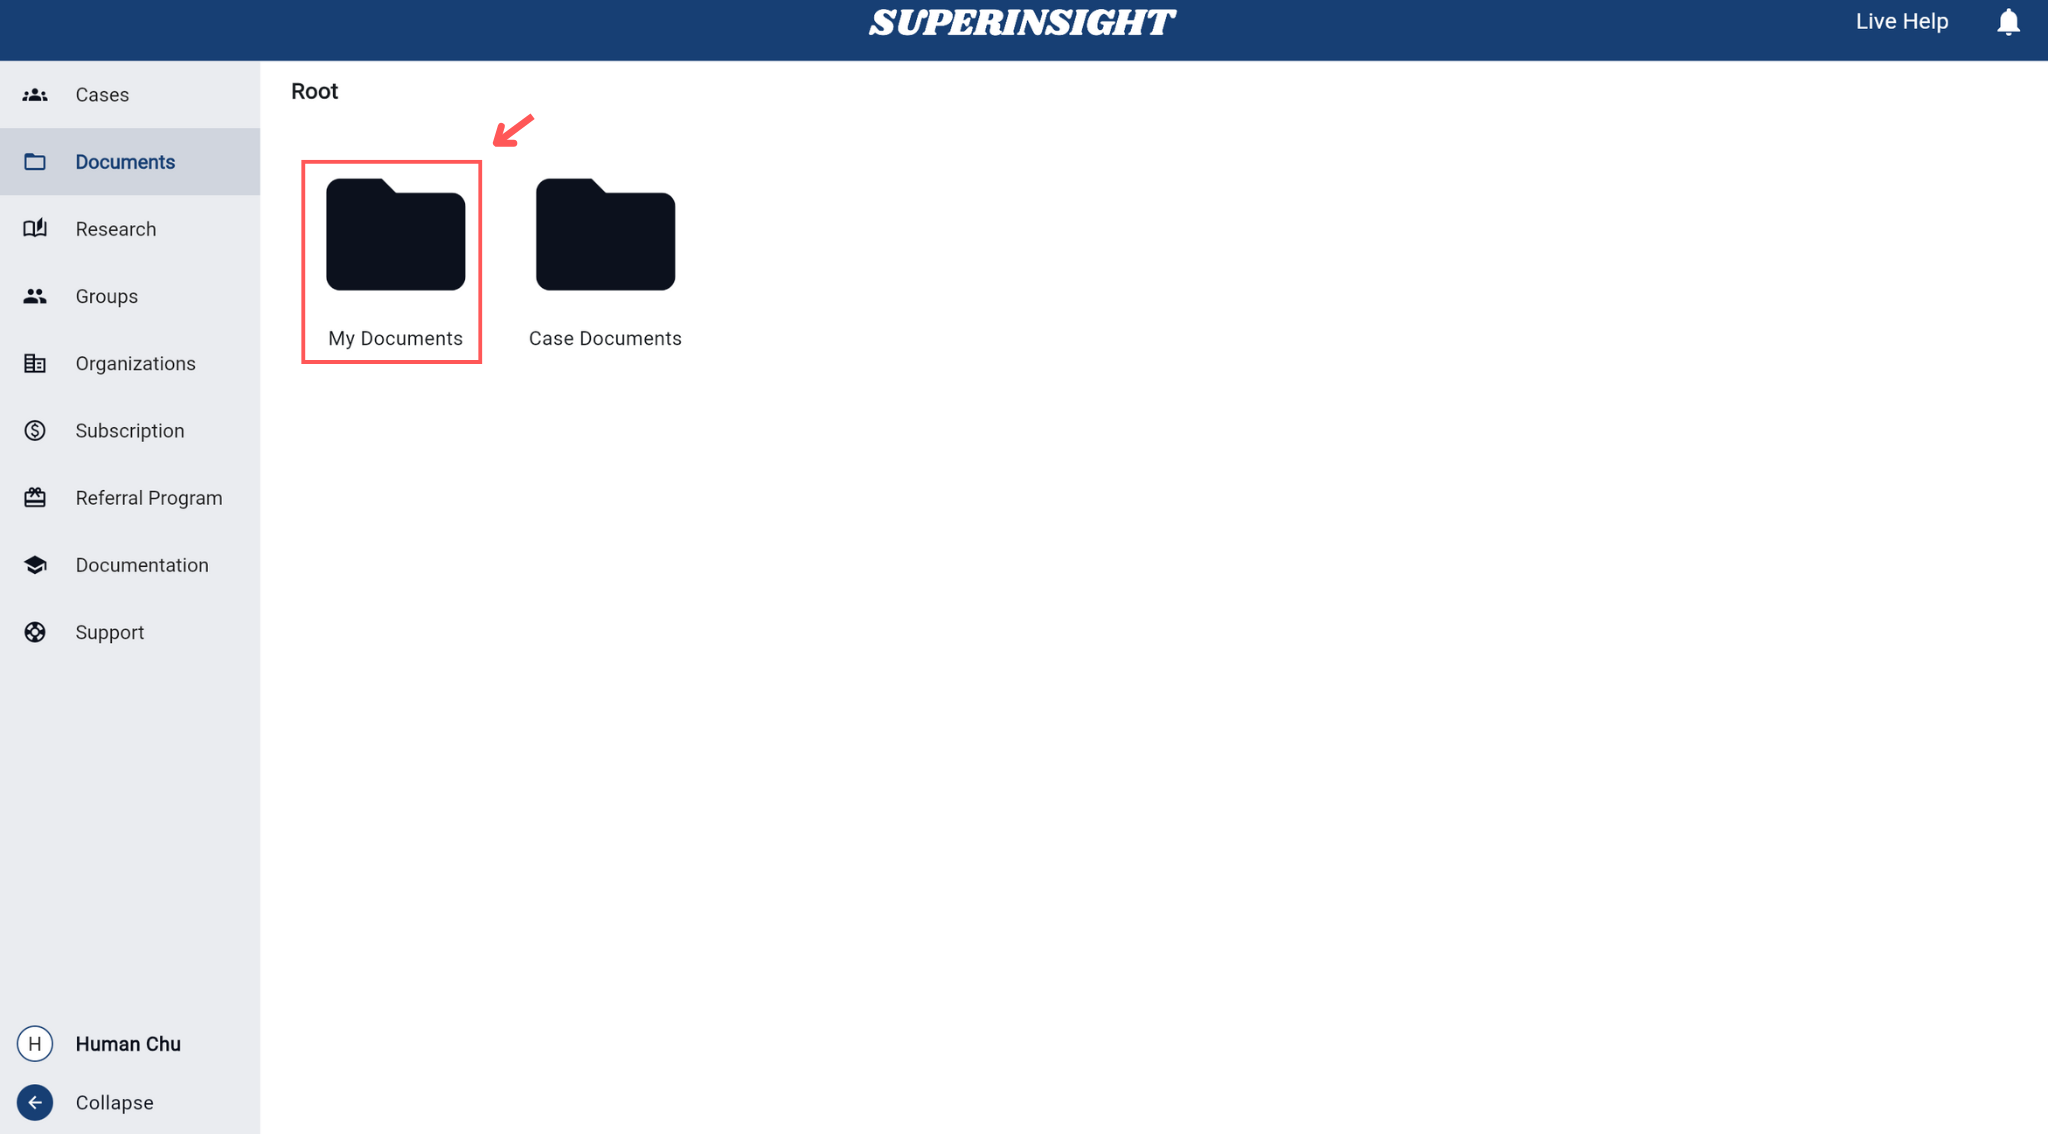 SUPERINSIGHT
Live Help
Cases
Documents
Research
Groups
Organizations
Subscription
Referral Program
Documentation
Support
H Human Chu
Collapse
Root
My Documents
Case Documents